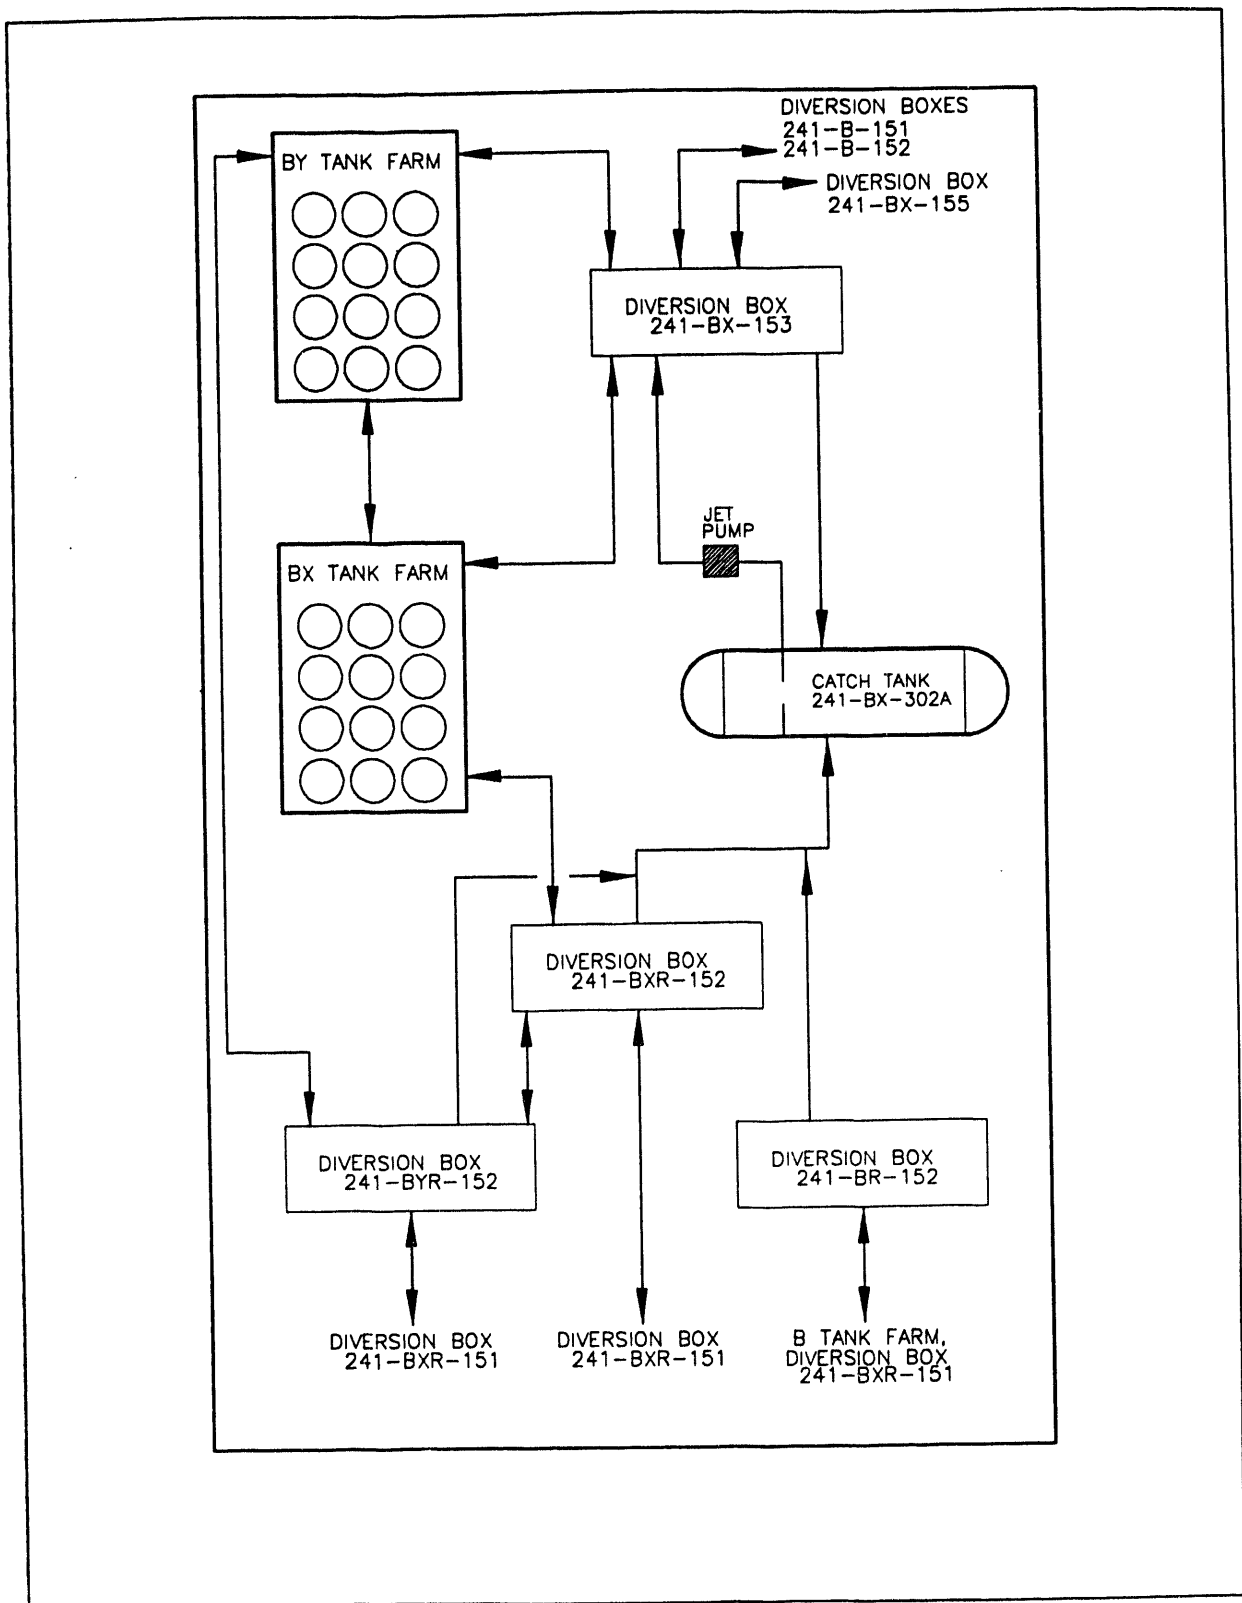 DIVERSION BOXES
241-B-151
241-B-152
BY TANK FARM
DIVERSION BOX
241-BX-155
DIVERSION BOX
241-BX-153
JET
PUMP
BX TANK FARM
CATCH TANK
241-BX-302A
DIVERSION BOX
241-BXR-152
DIVERSION BOX
241-BYR-152
DIVERSION BOX
241-BR-152
DIVERSION BOX
241-BXR-151
DIVERSION BOX
241-BXR-151
B TANK FARM,
DIVERSION BOX
241-BXR-151